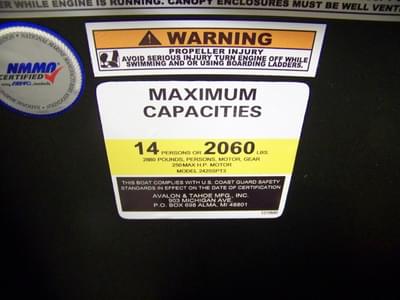 ER WHILE ENGINE IS RUNNING. CANOPY ENCLOSURES MUST BE WELL VENT
WARNING
PROPELLER INJURY
AVOID SERIOUS INJURY TURN ENGINE OFF WHILE
SWIMMING AND OR USING BOARDING LADDERS.
NMMA
CERTIFIED
MAXIMUM
CAPACITIES
14 PERSONS OR 2060 LBS.
2880 POUNDS, PERSONS, MOTOR, GEAR
250 MAX H.P. MOTOR
MODEL 2425SPT3
THIS BOAT COMPLIES WITH U.S. COAST GUARD SAFETY
STANDARDS IN EFFECT ON THE DATE OF CERTIFICATION
AVALON & TAHOE MFG., INC.
903 MICHIGAN AVE.
P.O. BOX 698 ALMA, MI 48801